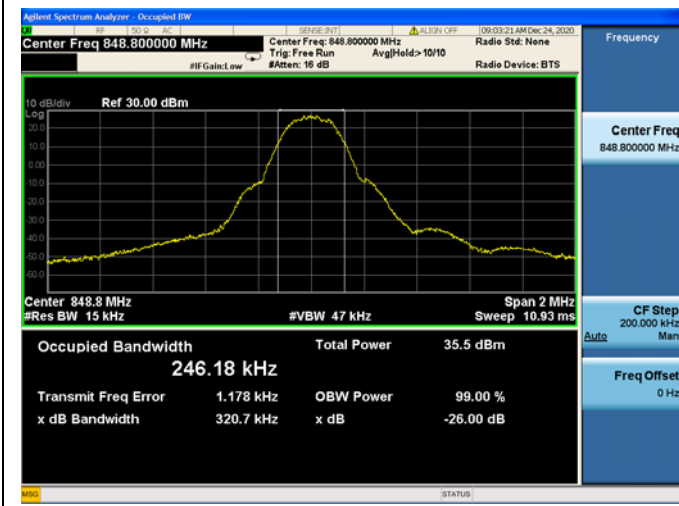 Agilent Spectrum Analyzer - Occupied BW
RF 50 Ω AC SENSE:INT ALIGN OFF 09:03:21 AM Dec 24, 2020
Center Freq 848.800000 MHz
Center Freq: 848.800000 MHz
Radio Std: None
Trig: Free Run Avg|Hold:>10/10
#IFGain:Low #Atten: 16 dB Radio Device: BTS
10 dB/div Ref 30.00 dBm
Log
20.0
10.0
0.00
-10.0
-20.0
-30.0
-40.0
-50.0
-60.0
Center 848.8 MHz Span 2 MHz
#Res BW 15 kHz #VBW 47 kHz Sweep 10.93 ms
Occupied Bandwidth Total Power 35.5 dBm
246.18 kHz
Transmit Freq Error 1.178 kHz OBW Power 99.00 %
x dB Bandwidth 320.7 kHz x dB -26.00 dB
MSG STATUS
Frequency
Center Freq
848.800000 MHz
CF Step
200.000 kHz
Auto Man
Freq Offset
0 Hz